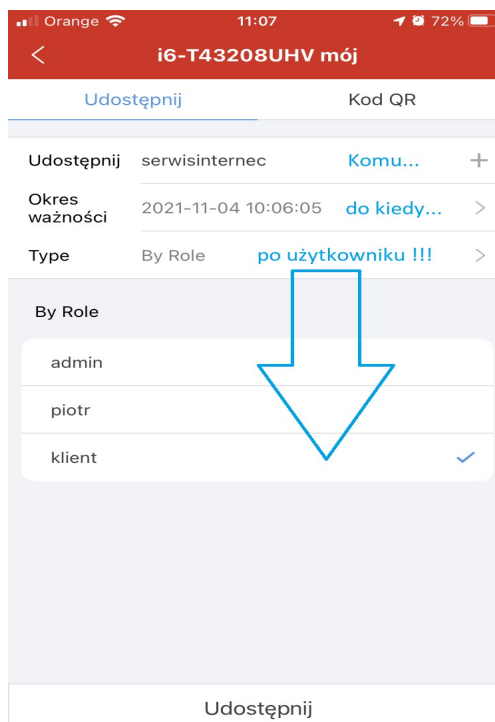 Orange 11:07 72%
i6-T43208UHV mój
Udostępnij Kod QR
Udostępnij serwisinternec Komu... +
Okres ważności 2021-11-04 10:06:05 do kiedy...
Type By Role po użytkowniku !!!
By Role
admin
piotr
klient
Udostępnij